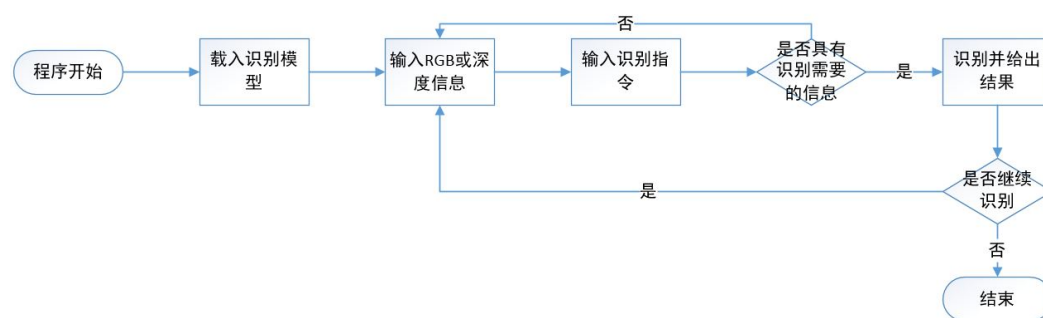 否
程序开始
载入识别模
型
输入RGB或深
度信息
输入识别指
令
是否具有
识别需要
的信息
是
识别并给出
结果
是
是否继续
识别
否
结束